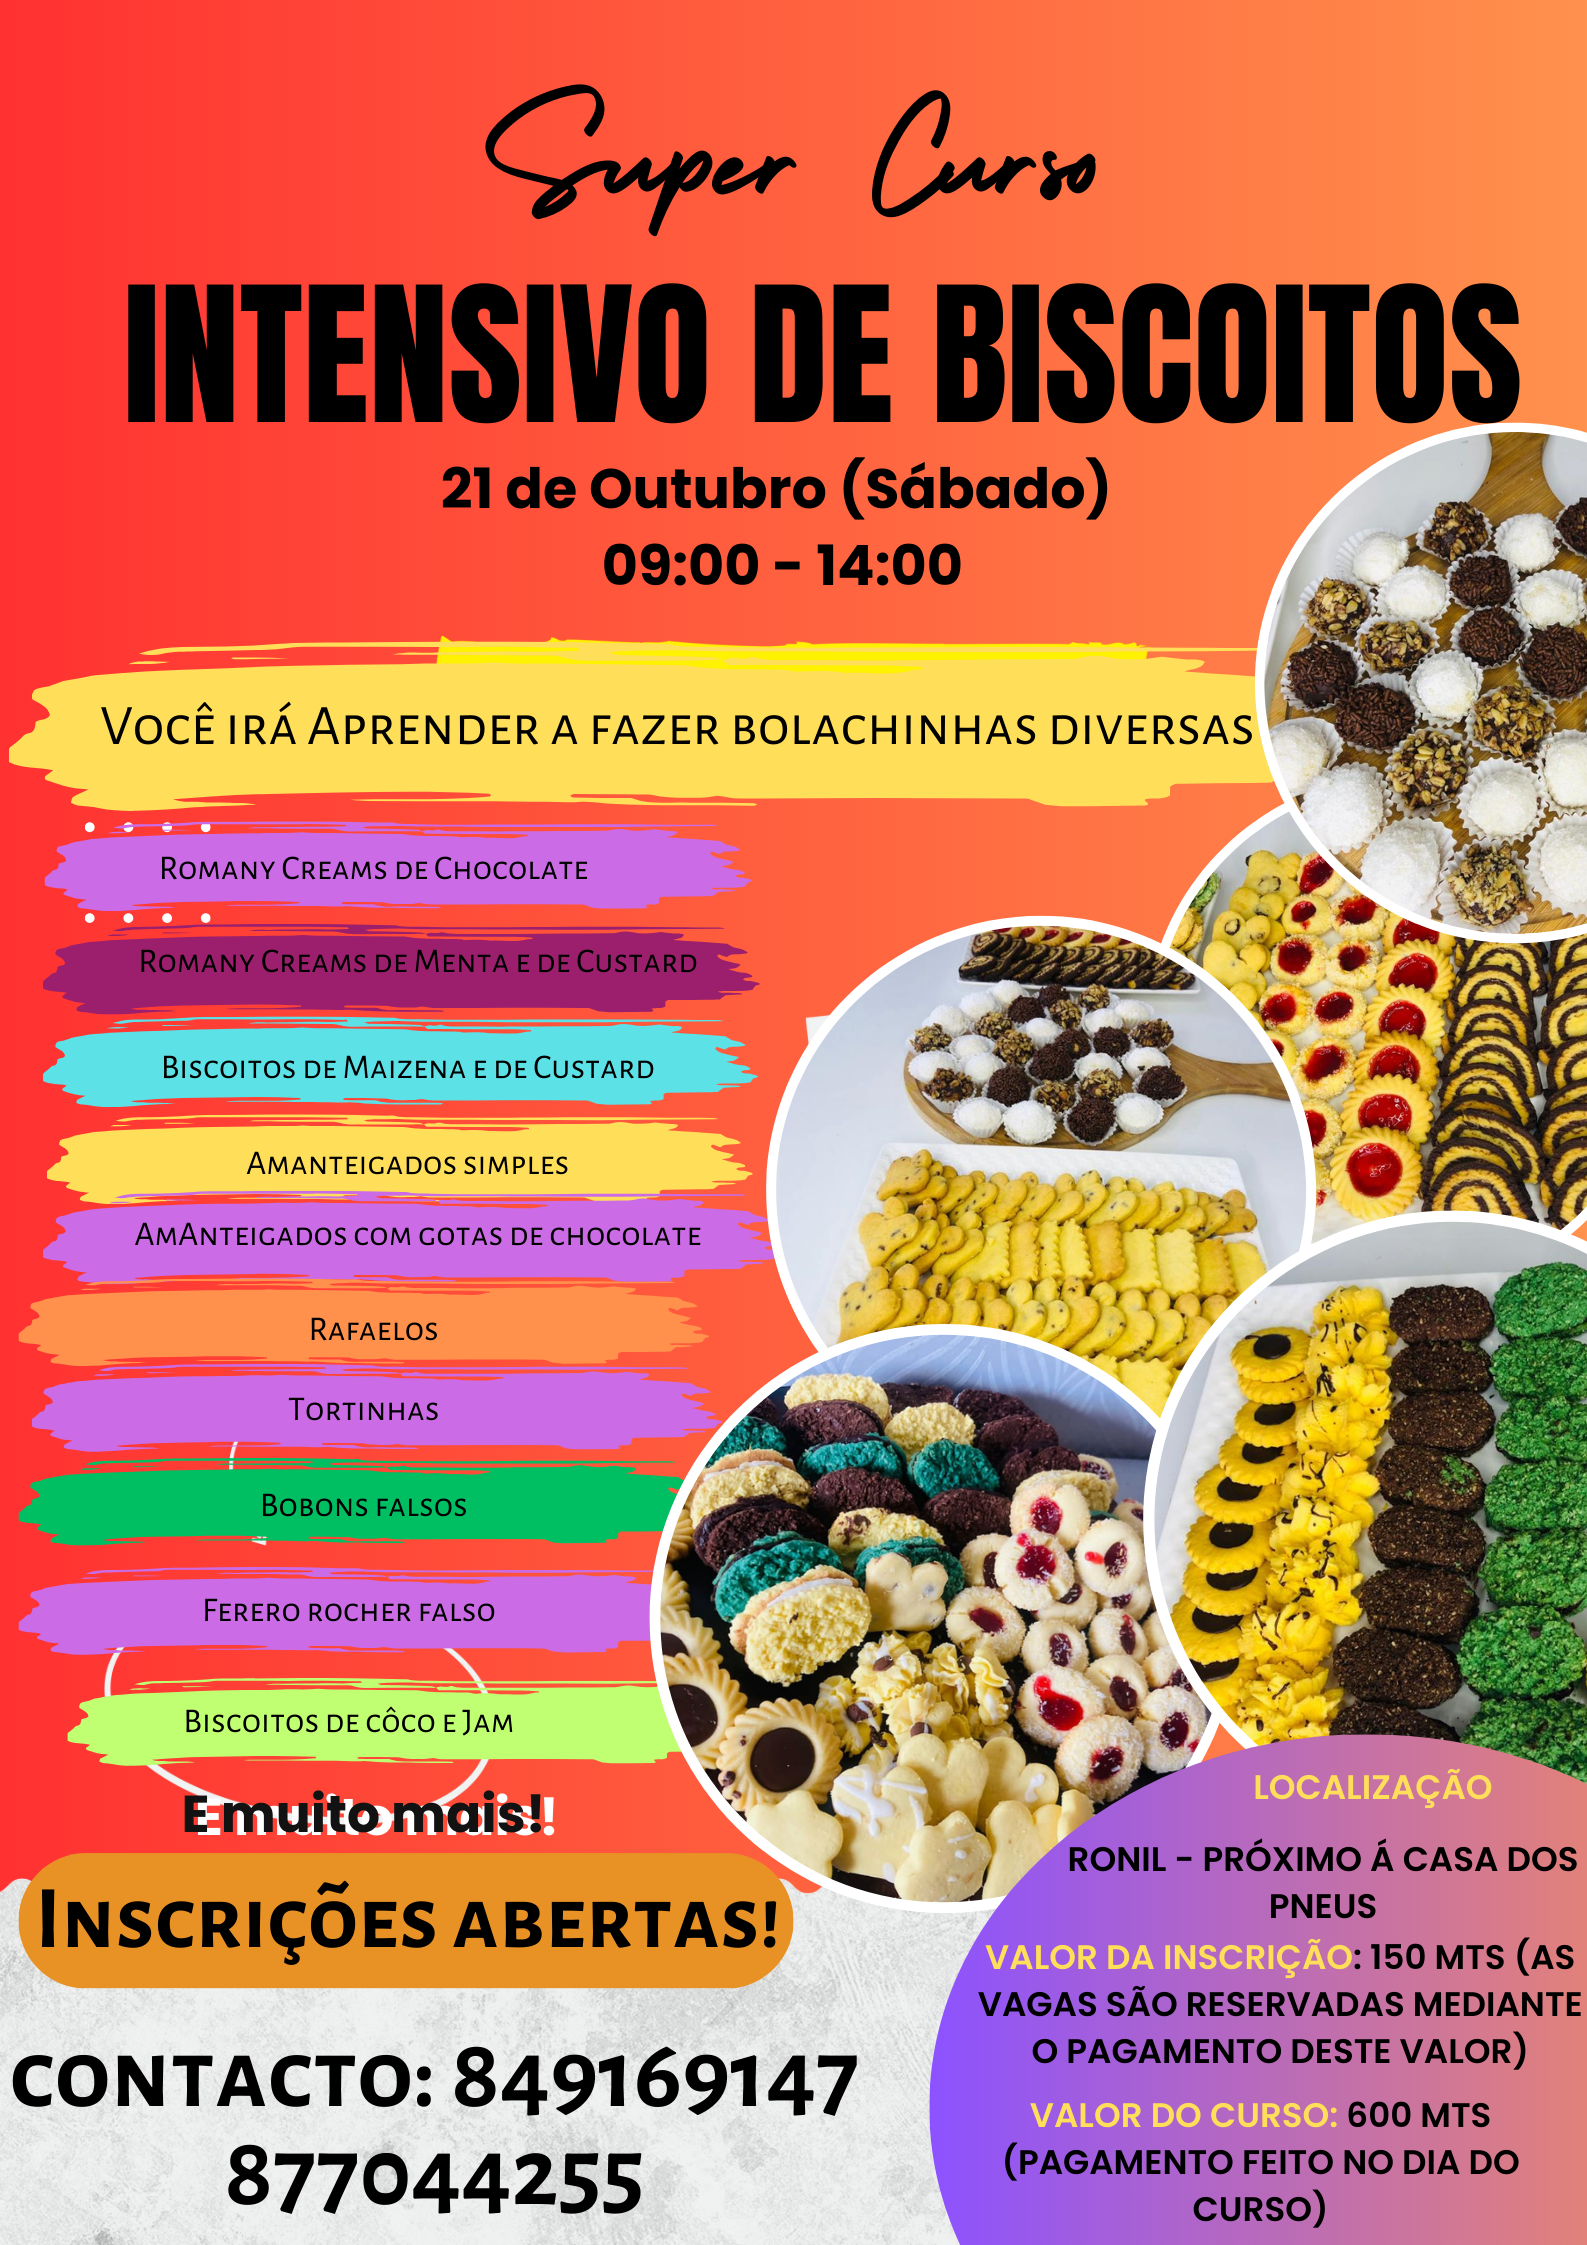 Super Curso
INTENSIVO DE BISCOITOS
21 de Outubro (Sábado)
09:00 - 14:00
Você irá Aprender a fazer bolachinhas diversas
Romany Creams de Chocolate
Romany Creams de Menta e de Custard
Biscoitos de Maizena e de Custard
Amanteigados simples
AmAnteigados com gotas de chocolate
Rafaelos
Tortinhas
Bobons falsos
Ferero rocher falso
Biscoitos de côco e Jam
E muito mais!
Inscrições abertas!
contacto: 849169147
877044255
LOCALIZAÇÃO
RONIL - PRÓXIMO Á CASA DOS
PNEUS
VALOR DA INSCRIÇÃO: 150 MTS (AS
VAGAS SÃO RESERVADAS MEDIANTE
O PAGAMENTO DESTE VALOR)
VALOR DO CURSO: 600 MTS
(PAGAMENTO FEITO NO DIA DO
CURSO)